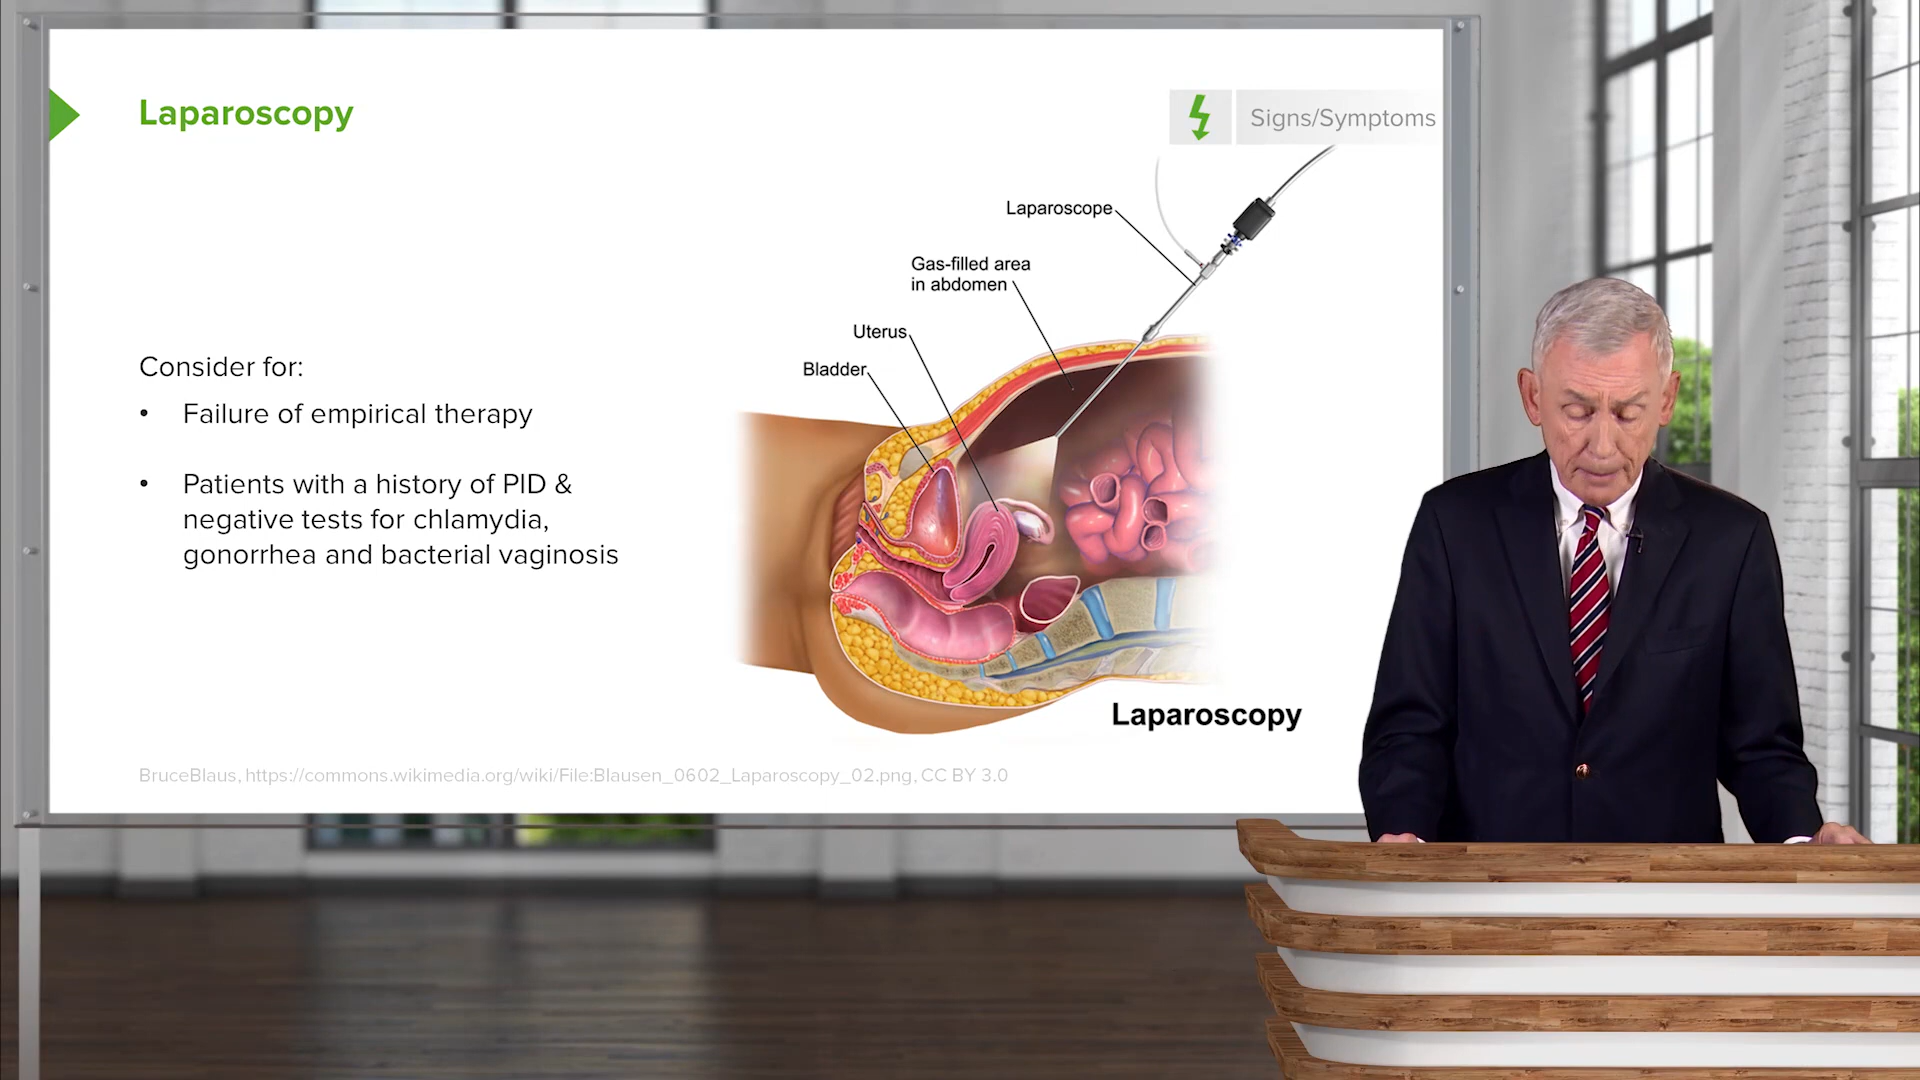 Laparoscopy
Signs/Symptoms
Laparoscope
Gas-filled area
in abdomen
Uterus
Bladder
Consider for:
• Failure of empirical therapy
• Patients with a history of PID &
negative tests for chlamydia,
gonorrhea and bacterial vaginosis
Laparoscopy
BruceBlaus, https://commons.wikimedia.org/wiki/File:Blausen_0602_Laparoscopy_02.png, CC BY 3.0